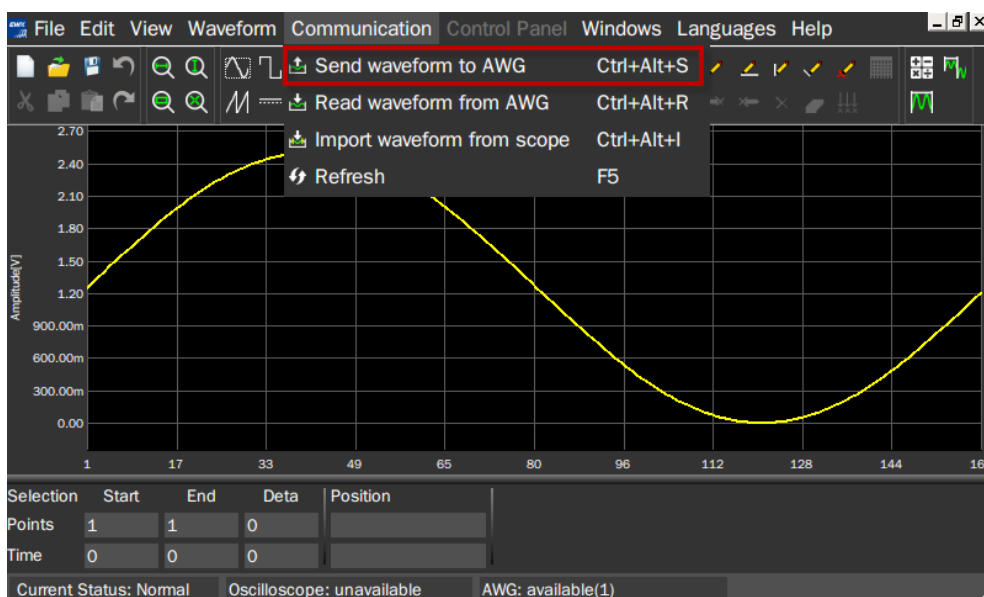 File Edit View Waveform Communication Control Panel Windows Languages Help
Send waveform to AWG Ctrl+Alt+S
Read waveform from AWG Ctrl+Alt+R
Import waveform from scope Ctrl+Alt+I
Refresh F5
Amplitude[V]
2.70
2.40
2.10
1.80
1.50
1.20
900.00m
600.00m
300.00m
0.00
1 17 33 49 65 80 96 112 128 144 16
Selection Start End Deta Position
Points 1 1 0
Time 0 0 0
Current Status: Normal Oscilloscope: unavailable AWG: available(1)